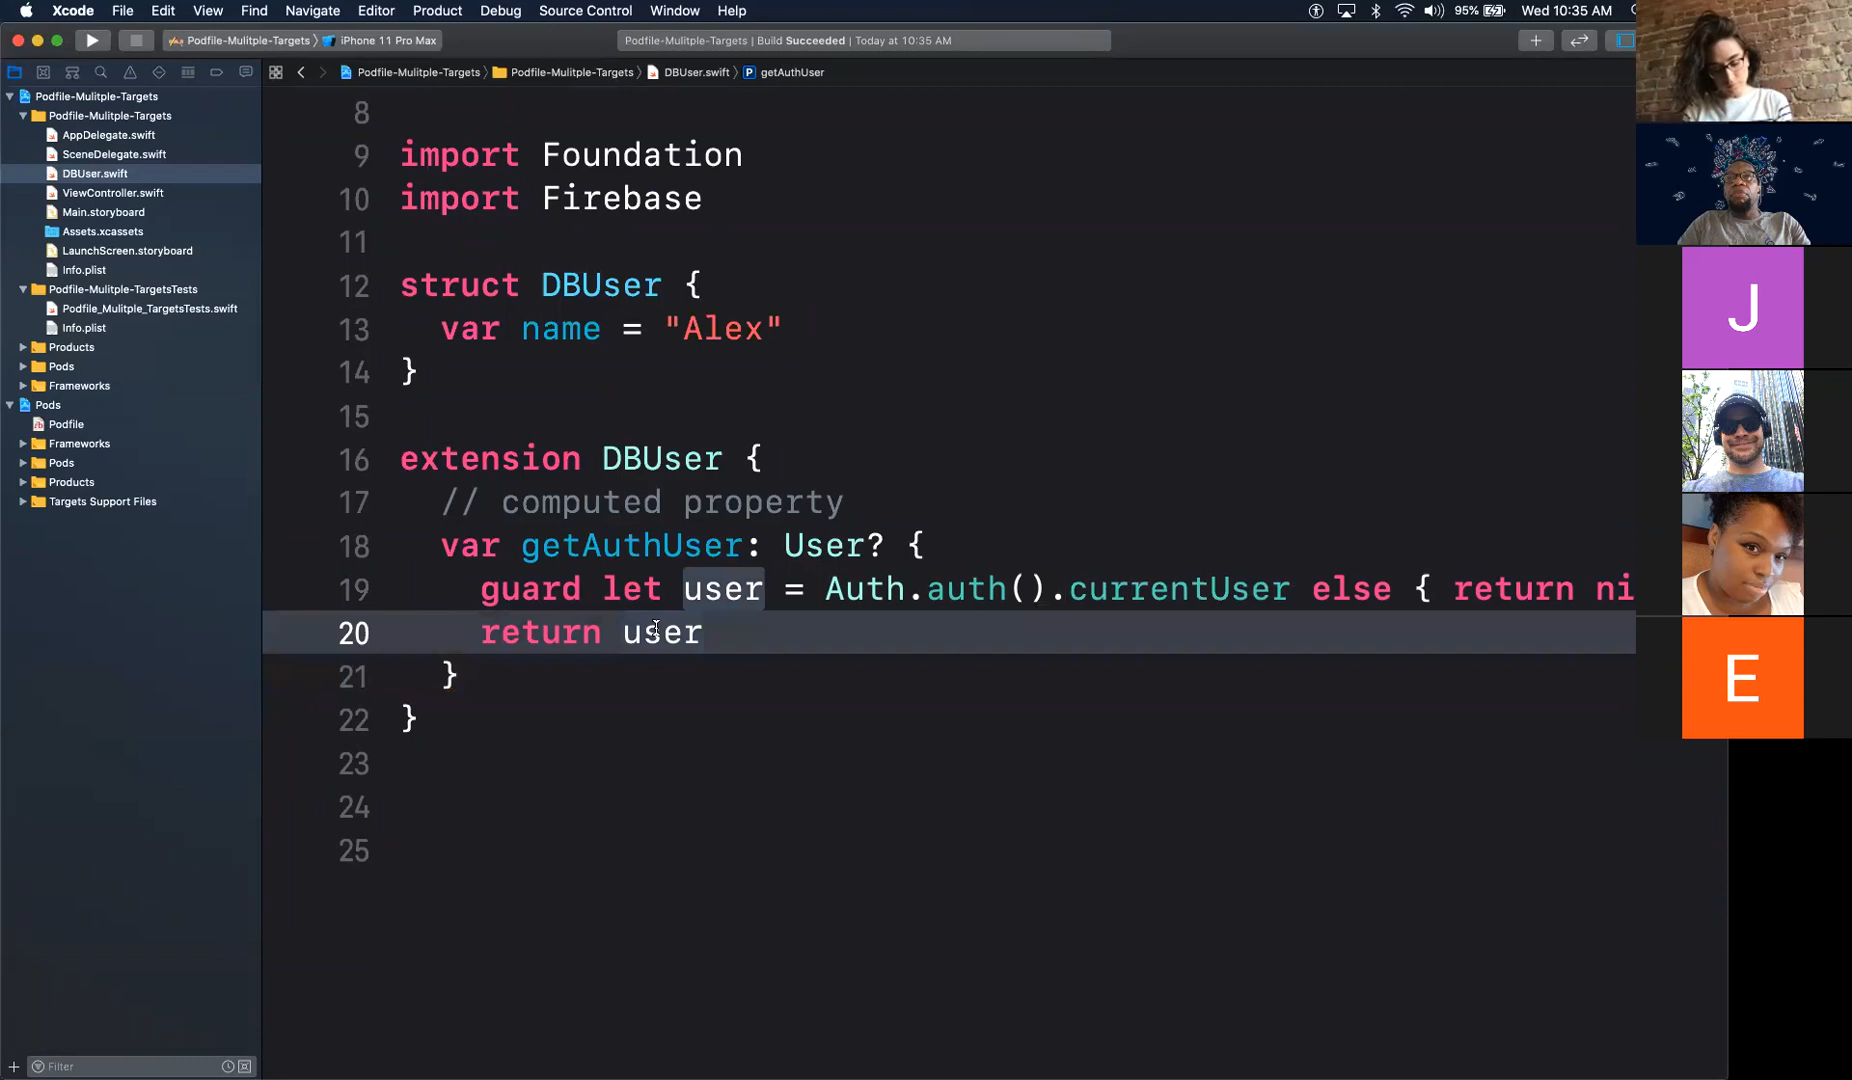 Xcode File Edit View Find Navigate Editor Product Debug Source Control Window Help 95% Wed 10:35 AM
Podfile-Mulitple-Targets iPhone 11 Pro Max Podfile-Mulitple-Targets | Build Succeeded | Today at 10:35 AM
Podfile-Mulitple-Targets Podfile-Mulitple-Targets DBUser.swift P getAuthUser
Podfile-Mulitple-Targets
Podfile-Mulitple-Targets
AppDelegate.swift
SceneDelegate.swift
DBUser.swift
ViewController.swift
Main.storyboard
Assets.xcassets
LaunchScreen.storyboard
Info.plist
Podfile-Mulitple-TargetsTests
Podfile_Mulitple_TargetsTests.swift
Info.plist
Products
Pods
Frameworks
Pods
Podfile
Frameworks
Pods
Products
Targets Support Files
Filter
8
9 import Foundation
10 import Firebase
11
12 struct DBUser {
13 var name = "Alex"
14 }
15
16 extension DBUser {
17 // computed property
18 var getAuthUser: User? {
19 guard let user = Auth.auth().currentUser else { return ni
20 return user
21 }
22 }
23
24
25
J
E